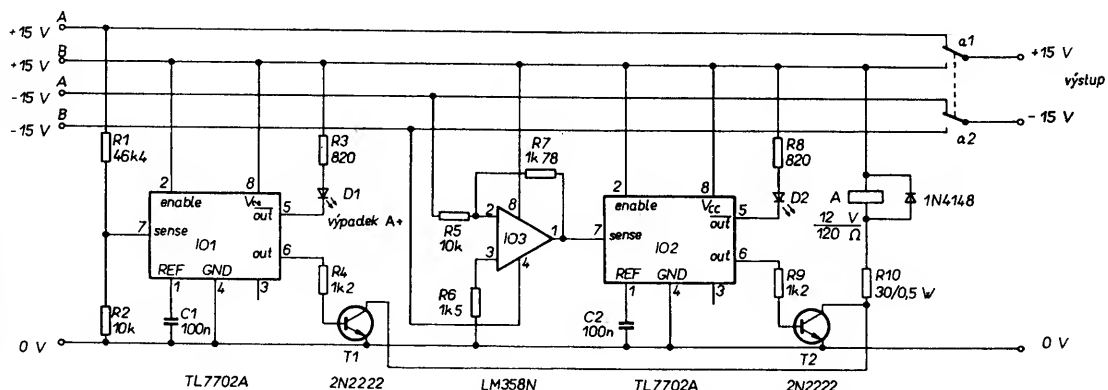 A
+15 V
B
+15 V
A
-15 V
B
-15 V
a1
+15 V
výstup
-15 V
a2
R1
46k4
R3
820
D1
výpadek A+
2
8
enable
Vcc
out
5
7
sense
IO1
out
6
REF
GND
1
4
3
R4
1k2
R2
10k
C1
100n
T1
R7
1k78
R5
10k
2
8
3
1
IO3
4
R6
1k5
R8
820
D2
2
8
enable
VCC
out
5
7
sense
IO2
out
6
REF
GND
1
4
3
R9
1k2
C2
100n
T2
A
12 V
120 Ω
1N4148
R10
30/0,5 W
0 V
0 V
TL7702A
2N2222
LM358N
TL7702A
2N2222